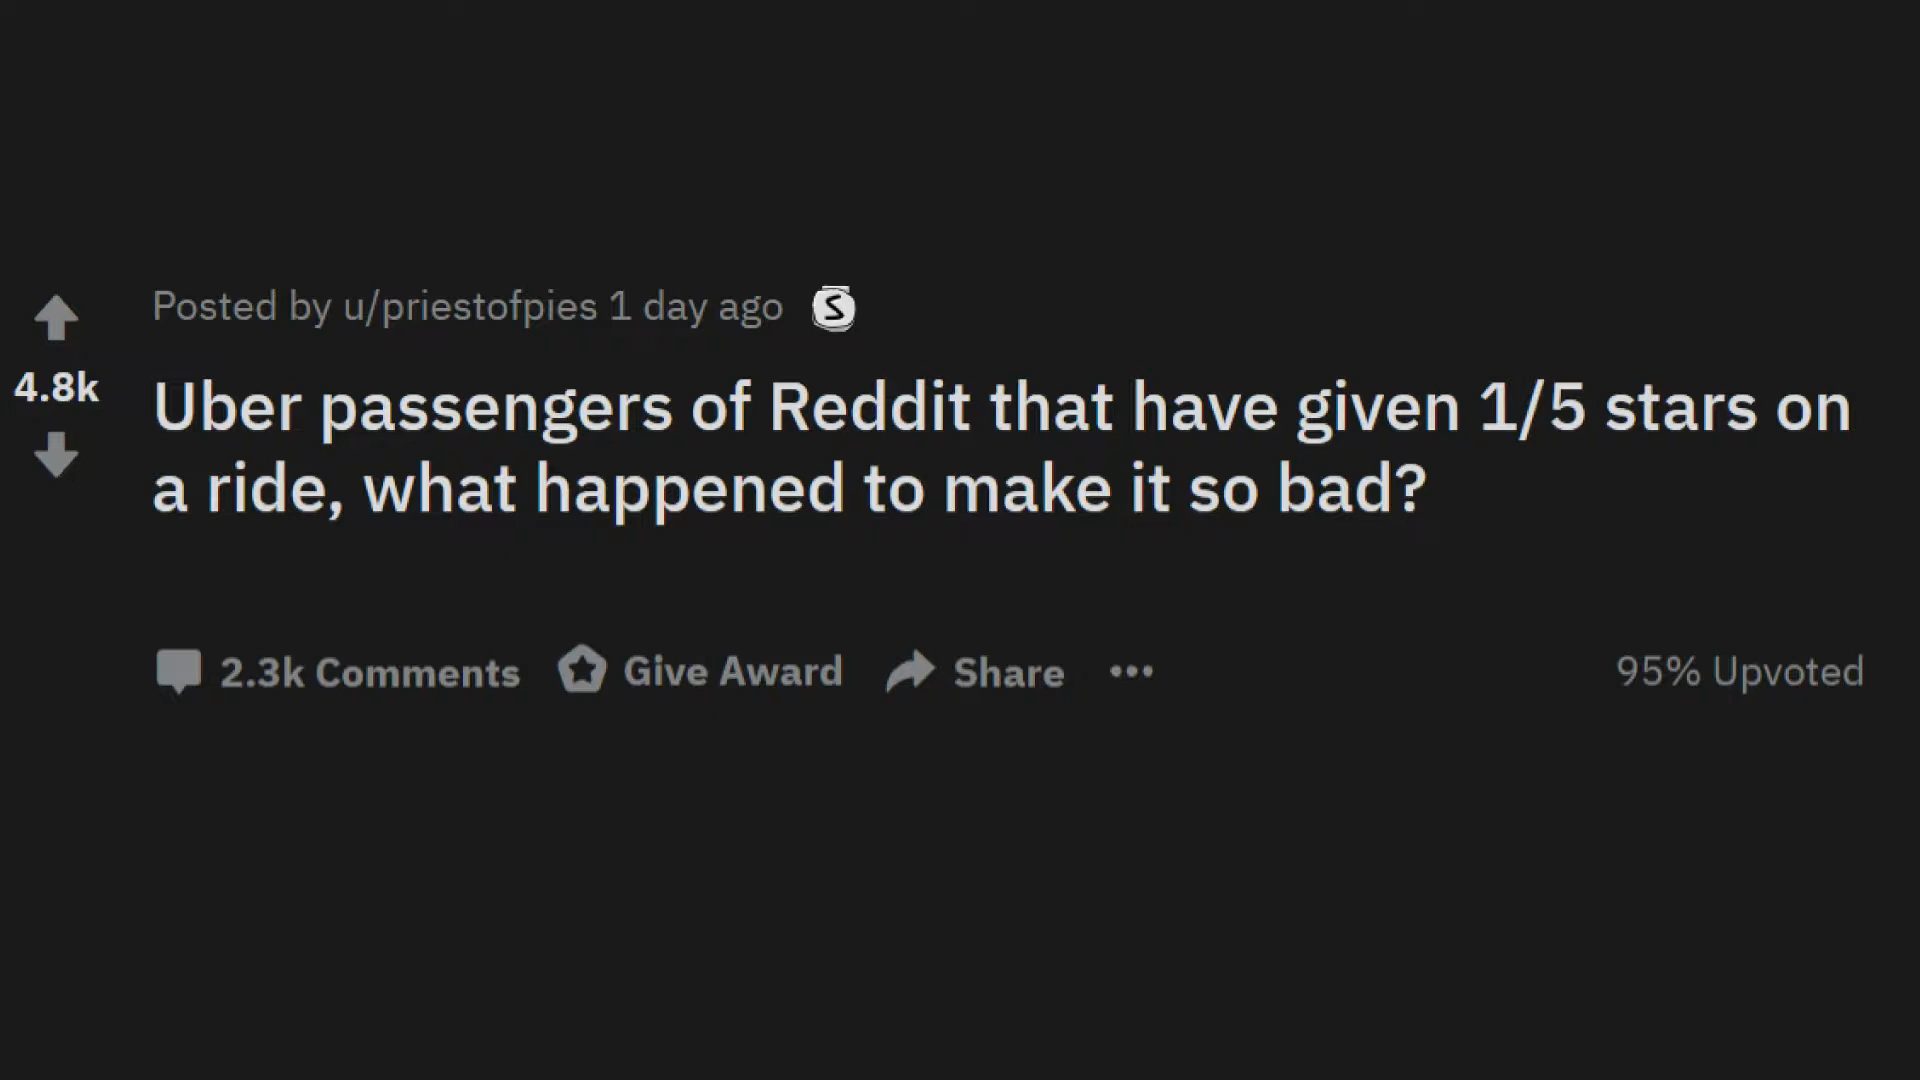 Posted by u/priestofpies 1 day ago S
4.8k
Uber passengers of Reddit that have given 1/5 stars on
a ride, what happened to make it so bad?
2.3k Comments Give Award Share ••• 95% Upvoted